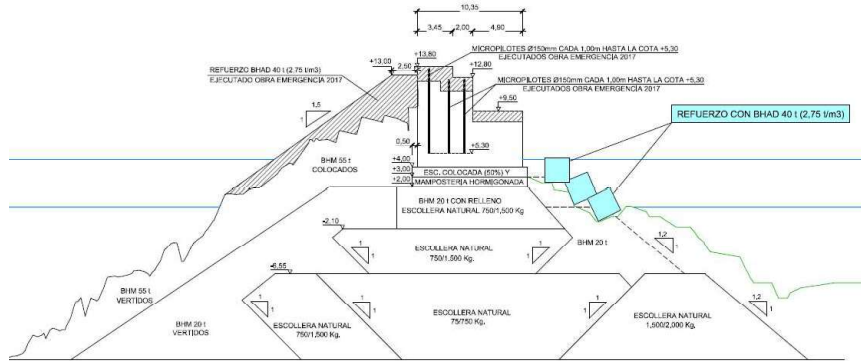 10,35
3,45
2,00
4,90
MICROPILOTES Ø150mm CADA 1,00m HASTA LA COTA +5,30
EJECUTADOS OBRA EMERGENCIA 2017
+13,80
+13,00
2,50
REFUERZO BHAD 40 t (2,75 t/m3)
EJECUTADO OBRA EMERGENCIA 2017
+12,80
MICROPILOTES Ø150mm CADA 1,00m HASTA LA COTA +5,30
EJECUTADOS OBRA EMERGENCIA 2017
1,5
1
+9,50
REFUERZO CON BHAD 40 t (2,75 t/m3)
0,50
+5,30
BHM 55 t
COLOCADOS
+4,00
+3,00
+2,00
ESC. COLOCADA (50%) Y
MAMPOSTERÍA HORMIGONADA
BHM 20 t CON RELLENO
ESCOLLERA NATURAL 750/1,500 Kg.
-2,10
1,2
1
BHM 20 t
1
1
ESCOLLERA NATURAL
750/1,500 Kg.
1
1
-6,55
BHM 55 t
VERTIDOS
BHM 20 t
VERTIDOS
1
1
ESCOLLERA NATURAL
750/1,500 Kg.
1
1
ESCOLLERA NATURAL
75/750 Kg.
1
1
ESCOLLERA NATURAL
1,500/2,000 Kg.
1,2
1